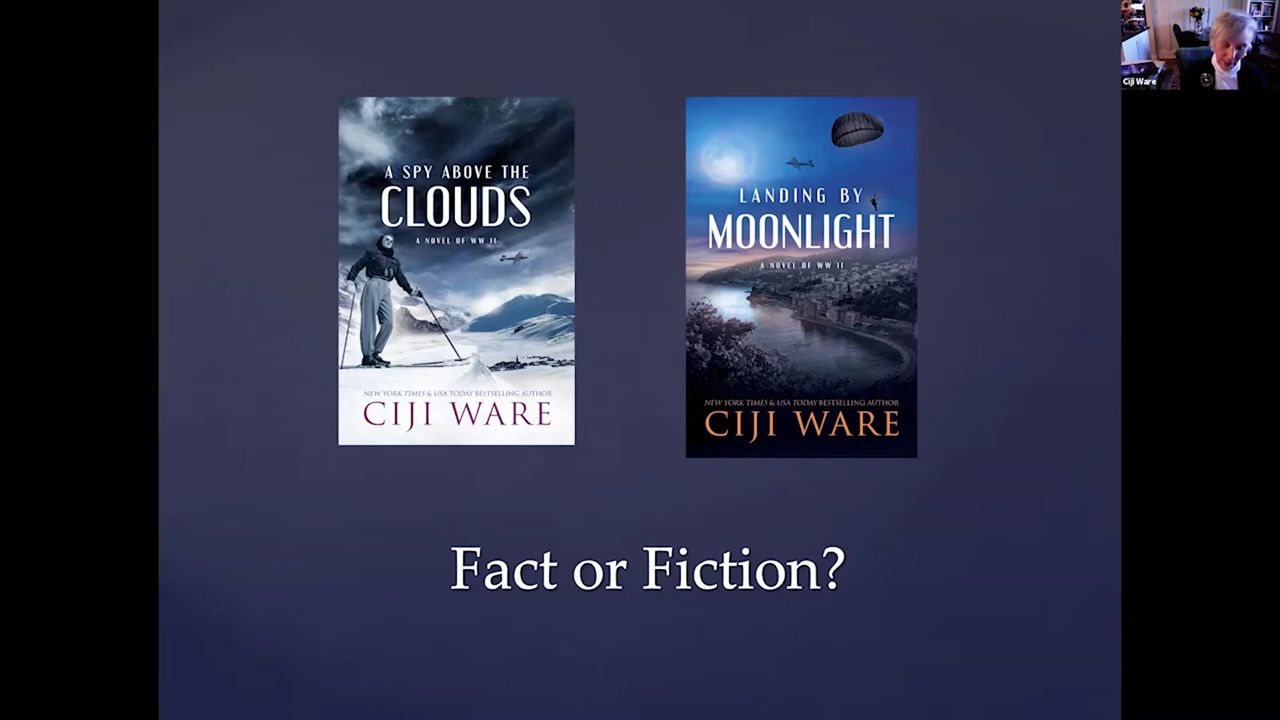 Ciji Ware
A SPY ABOVE THE
CLOUDS
A NOVEL OF WW II
NEW YORK TIMES & USA TODAY BESTSELLING AUTHOR
CIJI WARE
LANDING BY
MOONLIGHT
A NOVEL OF WW II
NEW YORK TIMES & USA TODAY BESTSELLING AUTHOR
CIJI WARE
Fact or Fiction?